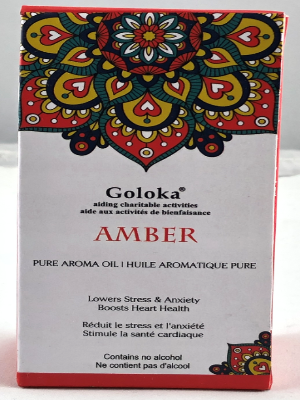 Goloka®
aiding charitable activities
aide aux activités de bienfaisance
AMBER
PURE AROMA OIL | HUILE AROMATIQUE PURE
Lowers Stress & Anxiety
Boosts Heart Health
Réduit le stress et l'anxiété
Stimule la santé cardiaque
Contains no alcohol
Ne contient pas d'alcool